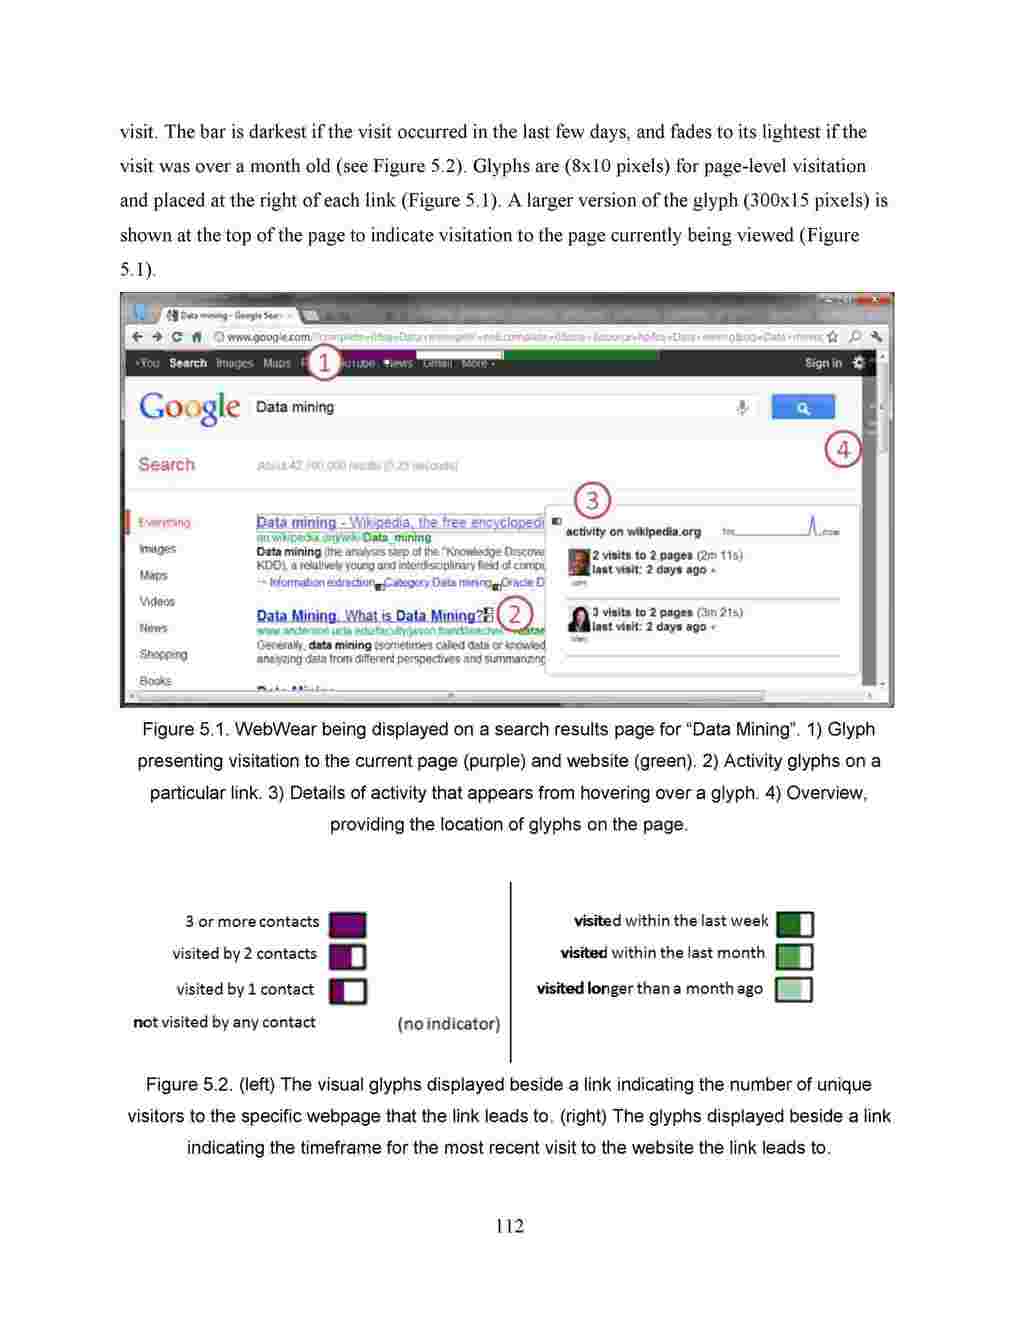 visit. The bar is darkest if the visit occurred in the last few days, and fades to its lightest if the
visit was over a month old (see Figure 5.2). Glyphs are (8x10 pixels) for page-level visitation
and placed at the right of each link (Figure 5.1). A larger version of the glyph (300x15 pixels) is
shown at the top of the page to indicate visitation to the page currently being viewed (Figure
5.1).
Data mining - Google Sear
www.google.com
You Search Images Maps 1 News Gmail More
Sign in
Google
Data mining
4
Search
About 42,700,000 results (0.25 seconds)
3
Everything
Images
Maps
Videos
News
Shopping
Books
Data mining - Wikipedia, the free encyclopedi
en.wikipedia.org/wiki/Data_mining
Data mining (the analysis step of the "Knowledge Discove
KDD), a relatively young and interdisciplinary field of compu
Information extraction Category:Data mining Oracle D
Data Mining. What is Data Mining? 2
Generally, data mining (sometimes called data or knowled
analyzing data from different perspectives and summarizing
Data Mining
activity on wikipedia.org
now
2 visits to 2 pages (2m 11s)
last visit: 2 days ago
3 visits to 2 pages (3m 21s)
last visit: 2 days ago
Figure 5.1. WebWear being displayed on a search results page for “Data Mining”. 1) Glyph
presenting visitation to the current page (purple) and website (green). 2) Activity glyphs on a
particular link. 3) Details of activity that appears from hovering over a glyph. 4) Overview,
providing the location of glyphs on the page.
3 or more contacts
visited by 2 contacts
visited by 1 contact
not visited by any contact (no indicator)
visited within the last week
visited within the last month
visited longer than a month ago
Figure 5.2. (left) The visual glyphs displayed beside a link indicating the number of unique
visitors to the specific webpage that the link leads to. (right) The glyphs displayed beside a link
indicating the timeframe for the most recent visit to the website the link leads to.
112